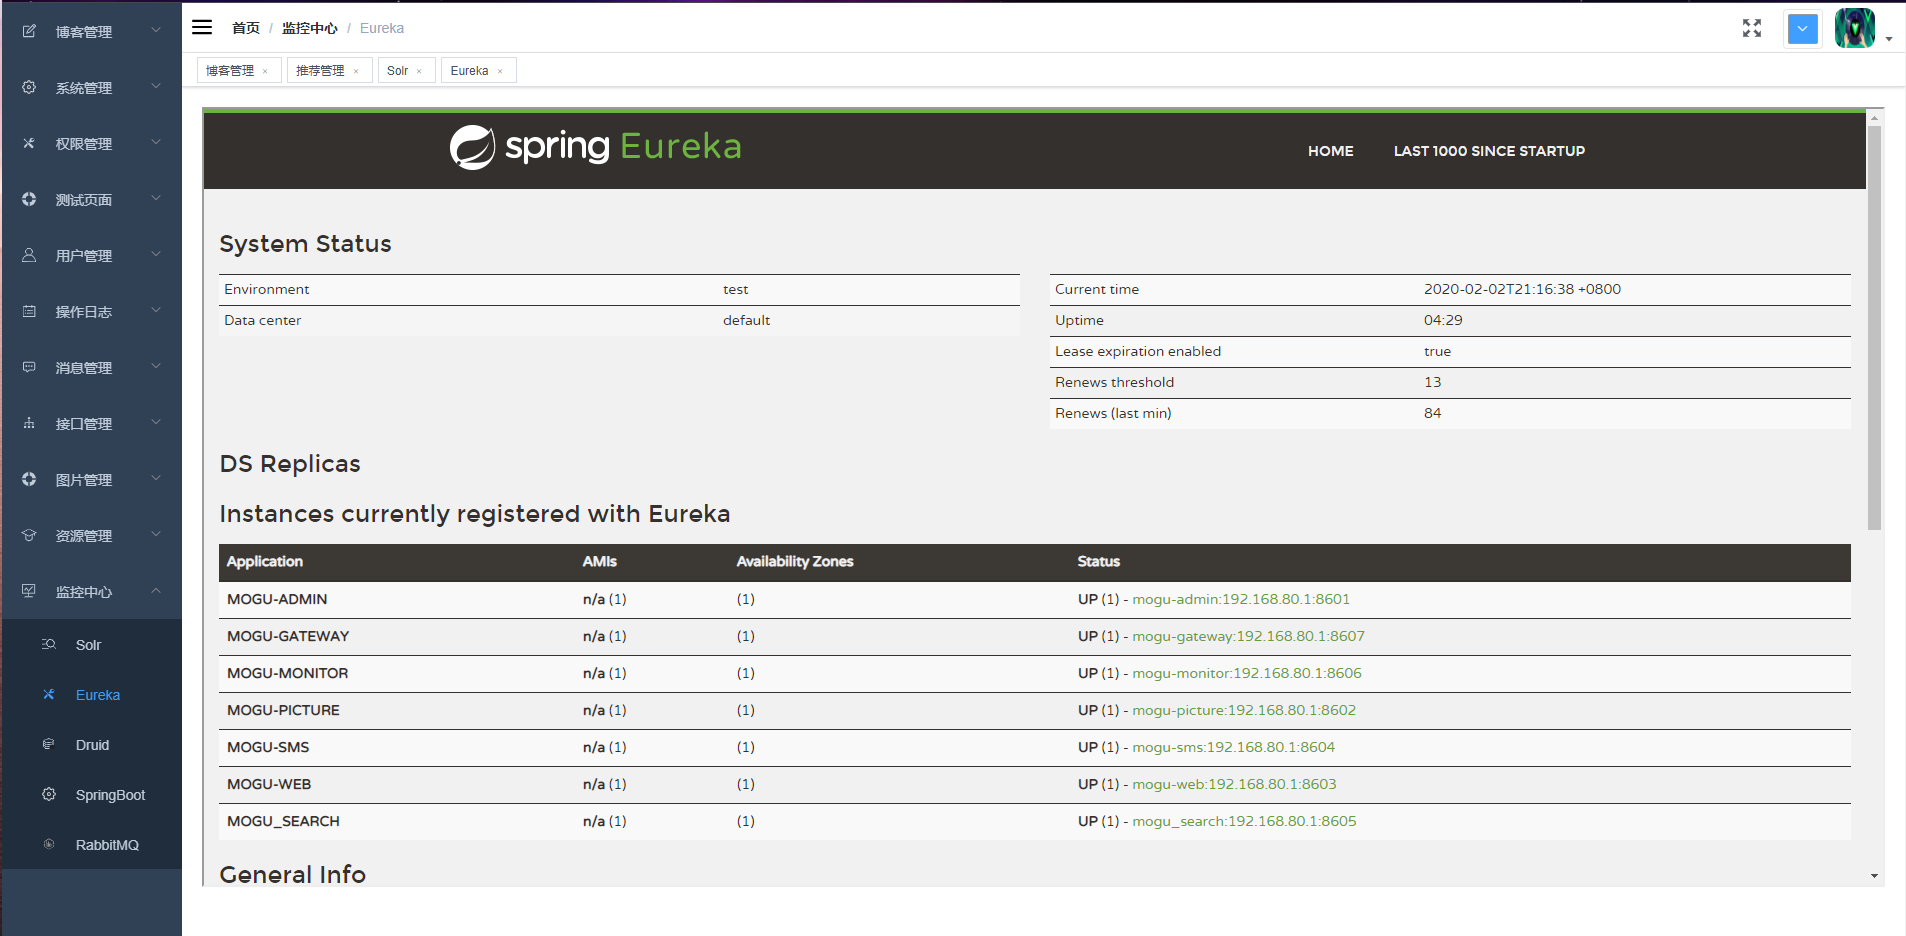 博客管理
系统管理
权限管理
测试页面
用户管理
操作日志
消息管理
接口管理
图片管理
资源管理
监控中心
Solr
Eureka
Druid
SpringBoot
RabbitMQ
首页 / 监控中心 / Eureka
博客管理 × 推荐管理 × Solr × Eureka ×
spring Eureka
HOME LAST 1000 SINCE STARTUP
System Status
Environment test
Data center default
Current time 2020-02-02T21:16:38 +0800
Uptime 04:29
Lease expiration enabled true
Renews threshold 13
Renews (last min) 84
DS Replicas
Instances currently registered with Eureka
Application AMIs Availability Zones Status
MOGU-ADMIN n/a (1) (1) UP (1) - mogu-admin:192.168.80.1:8601
MOGU-GATEWAY n/a (1) (1) UP (1) - mogu-gateway:192.168.80.1:8607
MOGU-MONITOR n/a (1) (1) UP (1) - mogu-monitor:192.168.80.1:8606
MOGU-PICTURE n/a (1) (1) UP (1) - mogu-picture:192.168.80.1:8602
MOGU-SMS n/a (1) (1) UP (1) - mogu-sms:192.168.80.1:8604
MOGU-WEB n/a (1) (1) UP (1) - mogu-web:192.168.80.1:8603
MOGU_SEARCH n/a (1) (1) UP (1) - mogu_search:192.168.80.1:8605
General Info